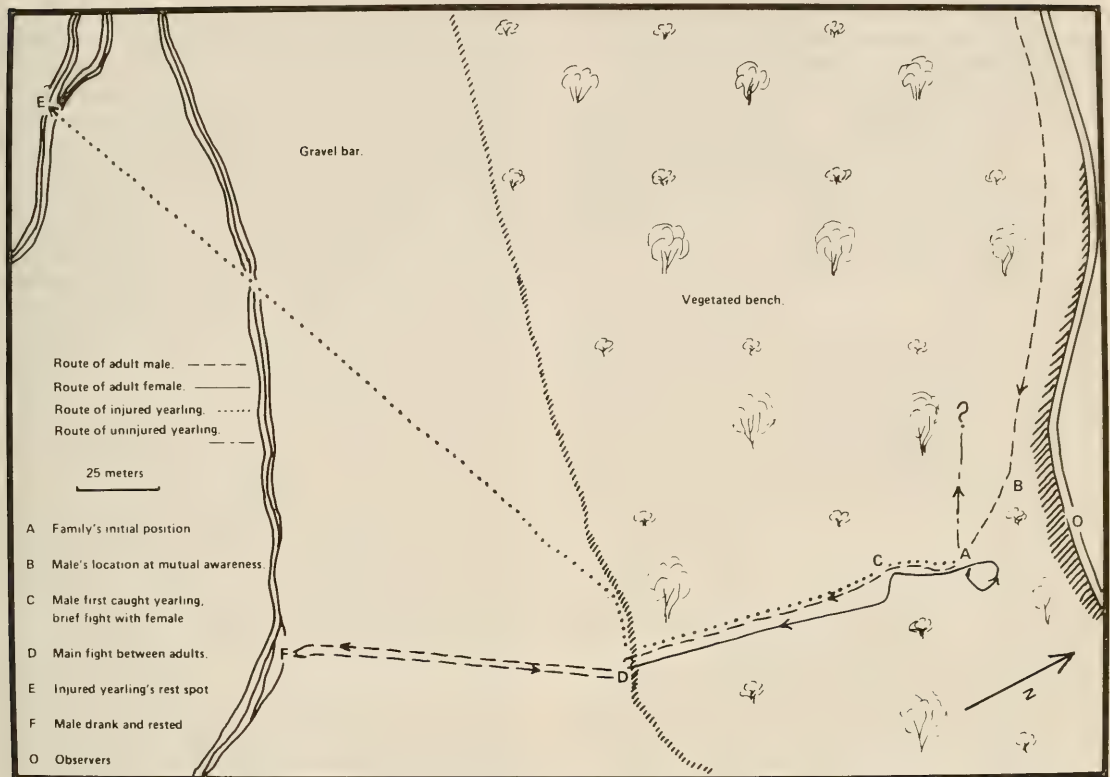 E
Gravel bar.
Vegetated bench.
Route of adult male.
Route of adult female.
Route of injured yearling.
Route of uninjured yearling.
?
25 meters
B
O
A Family's initial position
B Male's location at mutual awareness.
C Male first caught yearling,
brief fight with female
D Main fight between adults.
E Injured yearling's rest spot
F Male drank and rested
O Observers
C
A
F
D
N